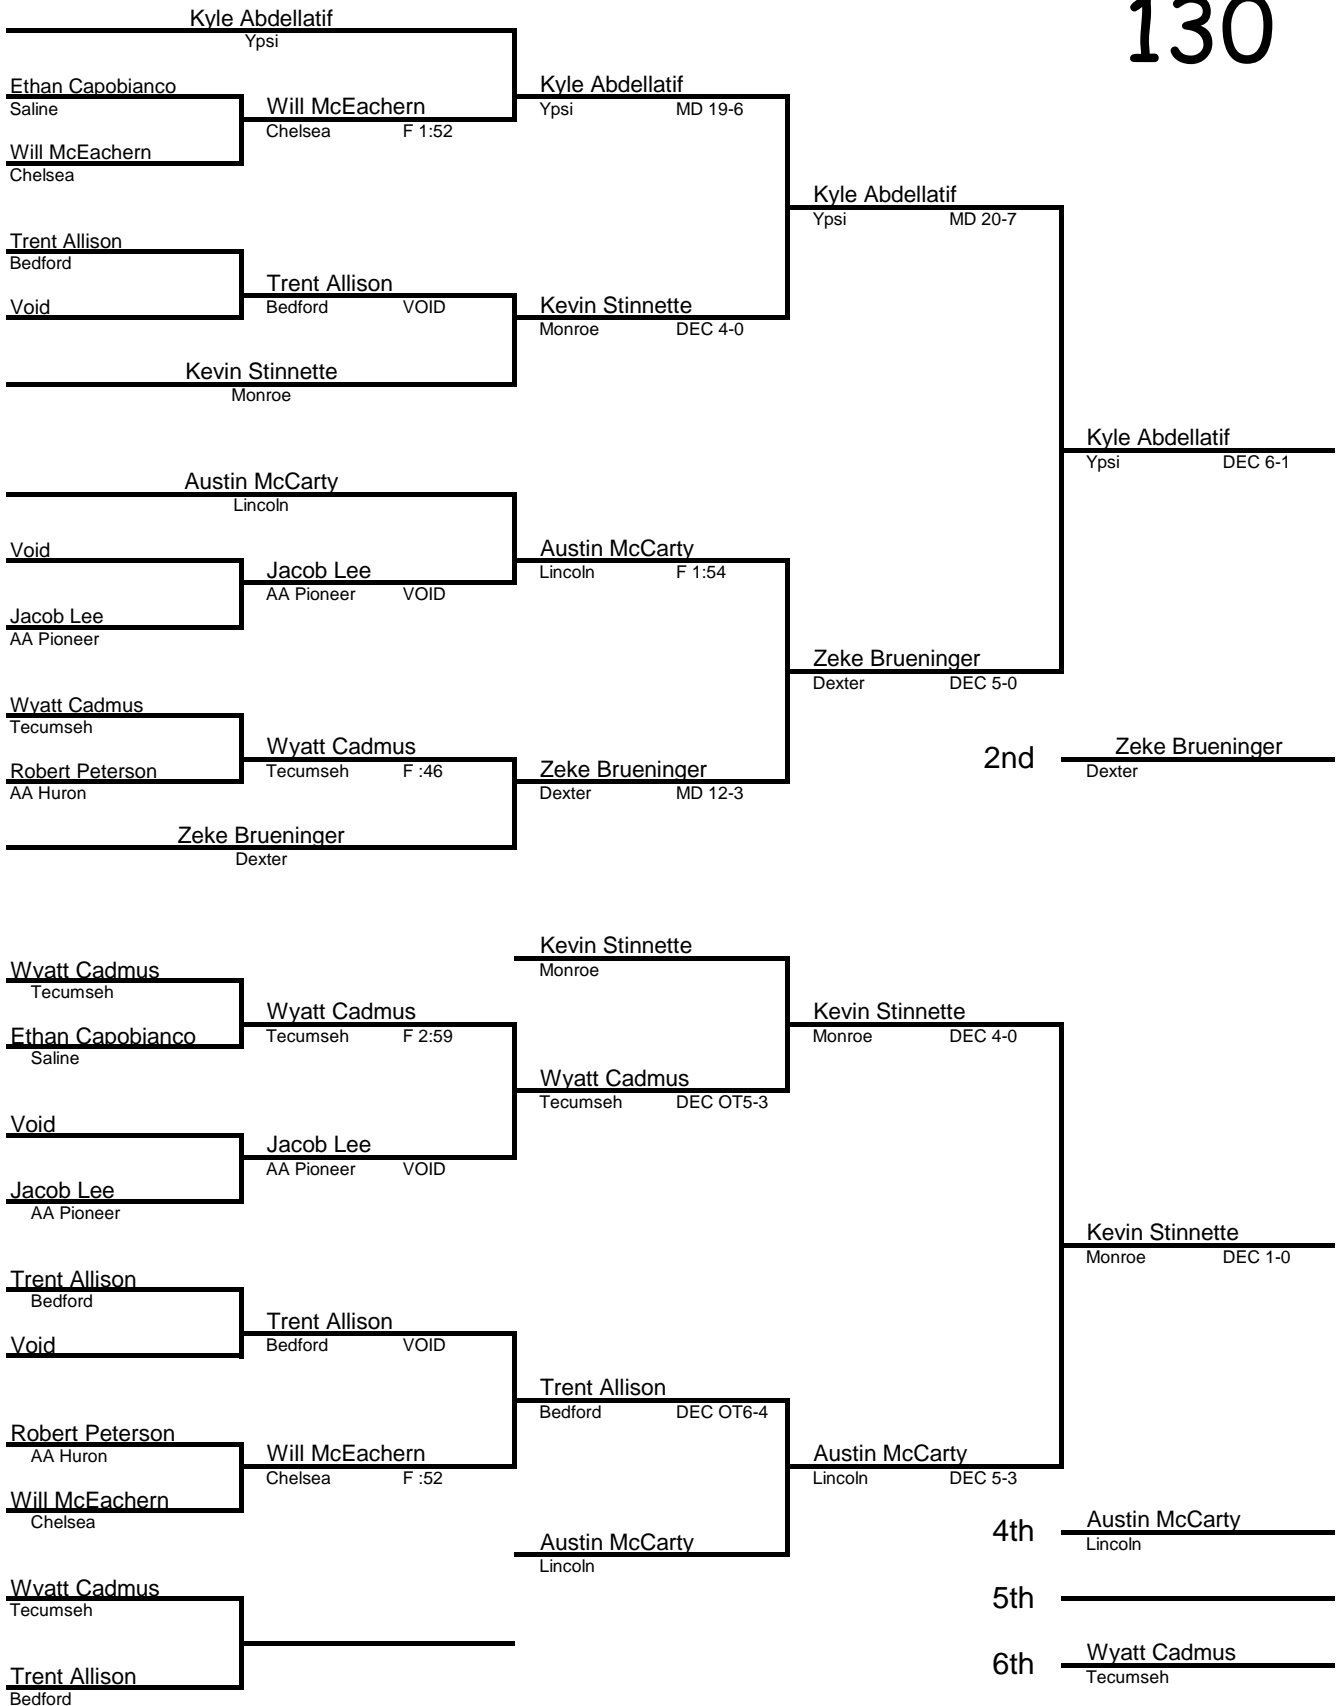 130
Kyle Abdellatif
Ypsi
Ethan Capobianco
Saline
Will McEachern
Chelsea F 1:52
Will McEachern
Chelsea
Kyle Abdellatif
Ypsi MD 19-6
Trent Allison
Bedford
Void
Trent Allison
Bedford VOID
Kevin Stinnette
Monroe
Kevin Stinnette
Monroe DEC 4-0
Kyle Abdellatif
Ypsi MD 20-7
Austin McCarty
Lincoln
Void
Jacob Lee
AA Pioneer VOID
Jacob Lee
AA Pioneer
Austin McCarty
Lincoln F 1:54
Wyatt Cadmus
Tecumseh
Robert Peterson
AA Huron
Wyatt Cadmus
Tecumseh F :46
Zeke Brueninger
Dexter
Zeke Brueninger
Dexter MD 12-3
Zeke Brueninger
Dexter DEC 5-0
Kyle Abdellatif
Ypsi DEC 6-1
2nd Zeke Brueninger
Dexter
Wyatt Cadmus
Tecumseh
Ethan Capobianco
Saline
Wyatt Cadmus
Tecumseh F 2:59
Void
Jacob Lee
AA Pioneer
Jacob Lee
AA Pioneer VOID
Kevin Stinnette
Monroe
Wyatt Cadmus
Tecumseh DEC OT5-3
Kevin Stinnette
Monroe DEC 4-0
Trent Allison
Bedford
Void
Trent Allison
Bedford VOID
Robert Peterson
AA Huron
Will McEachern
Chelsea
Will McEachern
Chelsea F :52
Trent Allison
Bedford DEC OT6-4
Austin McCarty
Lincoln
Austin McCarty
Lincoln DEC 5-3
Kevin Stinnette
Monroe DEC 1-0
4th Austin McCarty
Lincoln
Wyatt Cadmus
Tecumseh
Trent Allison
Bedford
5th
6th Wyatt Cadmus
Tecumseh